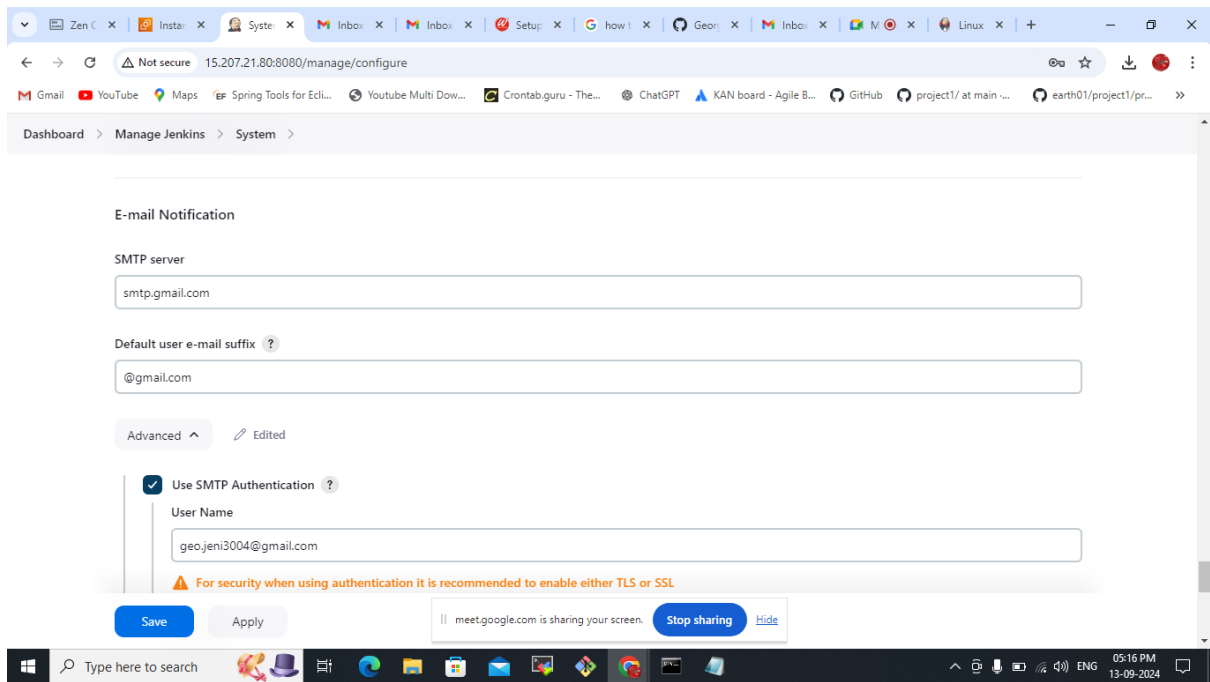 Zen C Instar Syste Inbox Inbox Setup how t Georg Inbox M Linux
Not secure 15.207.21.80:8080/manage/configure
Gmail YouTube Maps Spring Tools for Ecli... Youtube Multi Dow... Crontab.guru - The... ChatGPT KAN board - Agile B... GitHub project1/ at main ·... earth01/project1/pr...
Dashboard > Manage Jenkins > System >
E-mail Notification
SMTP server
smtp.gmail.com
Default user e-mail suffix ?
@gmail.com
Advanced Edited
Use SMTP Authentication ?
User Name
geo.jeni3004@gmail.com
For security when using authentication it is recommended to enable either TLS or SSL
Save Apply
meet.google.com is sharing your screen. Stop sharing Hide
Type here to search ENG 05:16 PM
13-09-2024